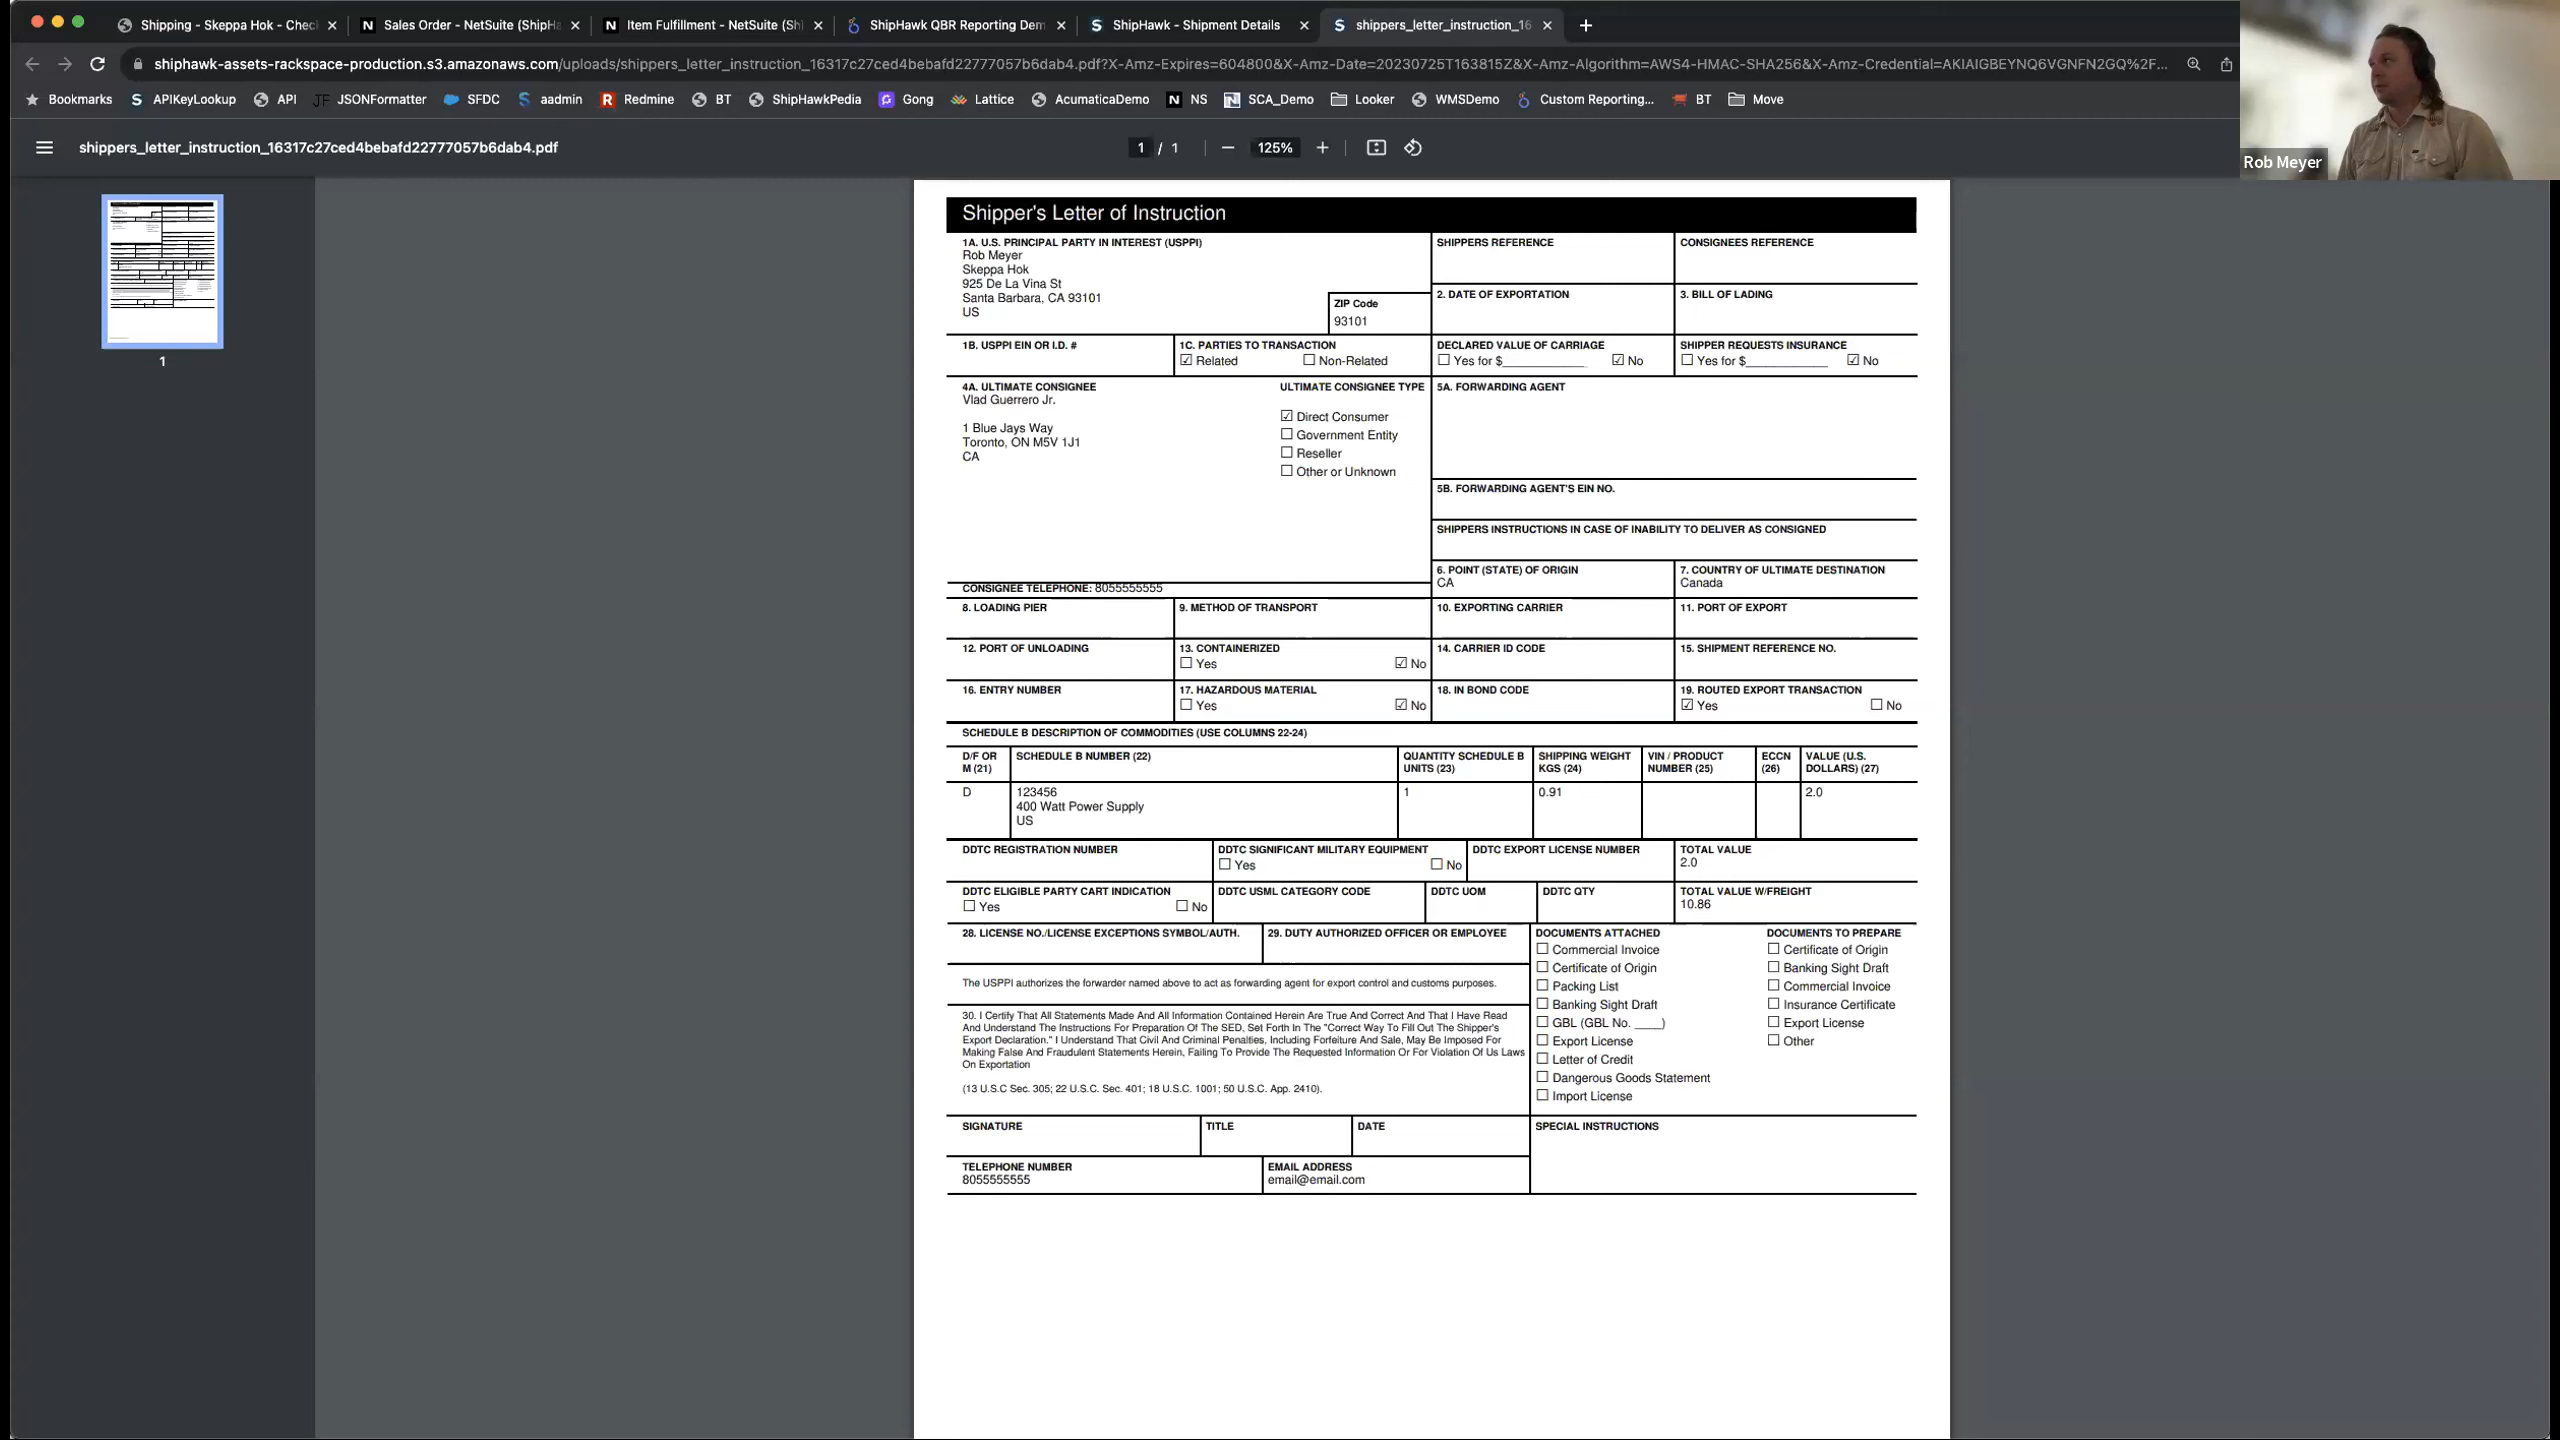 Shipping - Skeppa Hok - Chec
Sales Order - NetSuite (ShipHa
Item Fulfillment - NetSuite (Shi
ShipHawk QBR Reporting Dem
ShipHawk - Shipment Details
shippers_letter_instruction_16
shiphawk-assets-rackspace-production.s3.amazonaws.com/uploads/shippers_letter_instruction_16317c27ced4bebafd22777057b6dab4.pdf?X-Amz-Expires=604800&X-Amz-Date=20230725T163815Z&X-Amz-Algorithm=AWS4-HMAC-SHA256&X-Amz-Credential=AKIAIGBEYNQ6VGNFN2GQ%2F...
Bookmarks APIKeyLookup API JSONFormatter SFDC aadmin Redmine BT ShipHawkPedia Gong Lattice AcumaticaDemo NS SCA_Demo Looker WMSDemo Custom Reporting... BT Move
shippers_letter_instruction_16317c27ced4bebafd22777057b6dab4.pdf
1 / 1
125%
Rob Meyer
1
Shipper's Letter of Instruction
1A. U.S. PRINCIPAL PARTY IN INTEREST (USPPI)
Rob Meyer
Skeppa Hok
925 De La Vina St
Santa Barbara, CA 93101
US
ZIP Code
93101
SHIPPERS REFERENCE
CONSIGNEES REFERENCE
2. DATE OF EXPORTATION
3. BILL OF LADING
1B. USPPI EIN OR I.D. #
1C. PARTIES TO TRANSACTION
☑ Related ☐ Non-Related
DECLARED VALUE OF CARRIAGE
☐ Yes for $____________ ☑ No
SHIPPER REQUESTS INSURANCE
☐ Yes for $____________ ☑ No
4A. ULTIMATE CONSIGNEE
Vlad Guerrero Jr.
1 Blue Jays Way
Toronto, ON M5V 1J1
CA
ULTIMATE CONSIGNEE TYPE
☑ Direct Consumer
☐ Government Entity
☐ Reseller
☐ Other or Unknown
5A. FORWARDING AGENT
5B. FORWARDING AGENT'S EIN NO.
SHIPPERS INSTRUCTIONS IN CASE OF INABILITY TO DELIVER AS CONSIGNED
6. POINT (STATE) OF ORIGIN
CA
7. COUNTRY OF ULTIMATE DESTINATION
Canada
CONSIGNEE TELEPHONE: 8055555555
8. LOADING PIER
9. METHOD OF TRANSPORT
10. EXPORTING CARRIER
11. PORT OF EXPORT
12. PORT OF UNLOADING
13. CONTAINERIZED
☐ Yes ☑ No
14. CARRIER ID CODE
15. SHIPMENT REFERENCE NO.
16. ENTRY NUMBER
17. HAZARDOUS MATERIAL
☐ Yes ☑ No
18. IN BOND CODE
19. ROUTED EXPORT TRANSACTION
☑ Yes ☐ No
SCHEDULE B DESCRIPTION OF COMMODITIES (USE COLUMNS 22-24)
D/F OR
M (21)
SCHEDULE B NUMBER (22)
QUANTITY SCHEDULE B
UNITS (23)
SHIPPING WEIGHT
KGS (24)
VIN / PRODUCT
NUMBER (25)
ECCN
(26)
VALUE (U.S.
DOLLARS) (27)
D
123456
400 Watt Power Supply
US
1
0.91
2.0
DDTC REGISTRATION NUMBER
DDTC SIGNIFICANT MILITARY EQUIPMENT
☐ Yes ☐ No
DDTC EXPORT LICENSE NUMBER
TOTAL VALUE
2.0
DDTC ELIGIBLE PARTY CART INDICATION
☐ Yes ☐ No
DDTC USML CATEGORY CODE
DDTC UOM
DDTC QTY
TOTAL VALUE W/FREIGHT
10.86
28. LICENSE NO./LICENSE EXCEPTIONS SYMBOL/AUTH.
29. DUTY AUTHORIZED OFFICER OR EMPLOYEE
The USPPI authorizes the forwarder named above to act as forwarding agent for export control and customs purposes.
30. I Certify That All Statements Made And All Information Contained Herein Are True And Correct And That I Have Read
And Understand The Instructions For Preparation Of The SED, Set Forth In The "Correct Way To Fill Out The Shipper's
Export Declaration." I Understand That Civil And Criminal Penalties, Including Forfeiture And Sale, May Be Imposed For
Making False And Fraudulent Statements Herein, Failing To Provide The Requested Information Or For Violation Of Us Laws
On Exportation
(13 U.S.C Sec. 305; 22 U.S.C. Sec. 401; 18 U.S.C. 1001; 50 U.S.C. App. 2410).
DOCUMENTS ATTACHED
☐ Commercial Invoice
☐ Certificate of Origin
☐ Packing List
☐ Banking Sight Draft
☐ GBL (GBL No. ____)
☐ Export License
☐ Letter of Credit
☐ Dangerous Goods Statement
☐ Import License
DOCUMENTS TO PREPARE
☐ Certificate of Origin
☐ Banking Sight Draft
☐ Commercial Invoice
☐ Insurance Certificate
☐ Export License
☐ Other
SIGNATURE
TITLE
DATE
SPECIAL INSTRUCTIONS
TELEPHONE NUMBER
8055555555
EMAIL ADDRESS
email@email.com